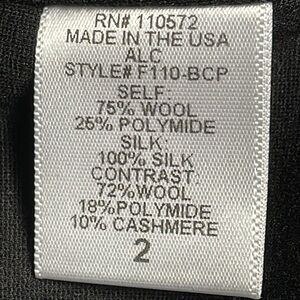 RN# 110572
MADE IN THE USA
ALC
STYLE# F110-BCP
SELF:
75% WOOL
25% POLYMIDE
SILK
100% SILK
CONTRAST:
72% WOOL
18%POLYMIDE
10% CASHMERE
2